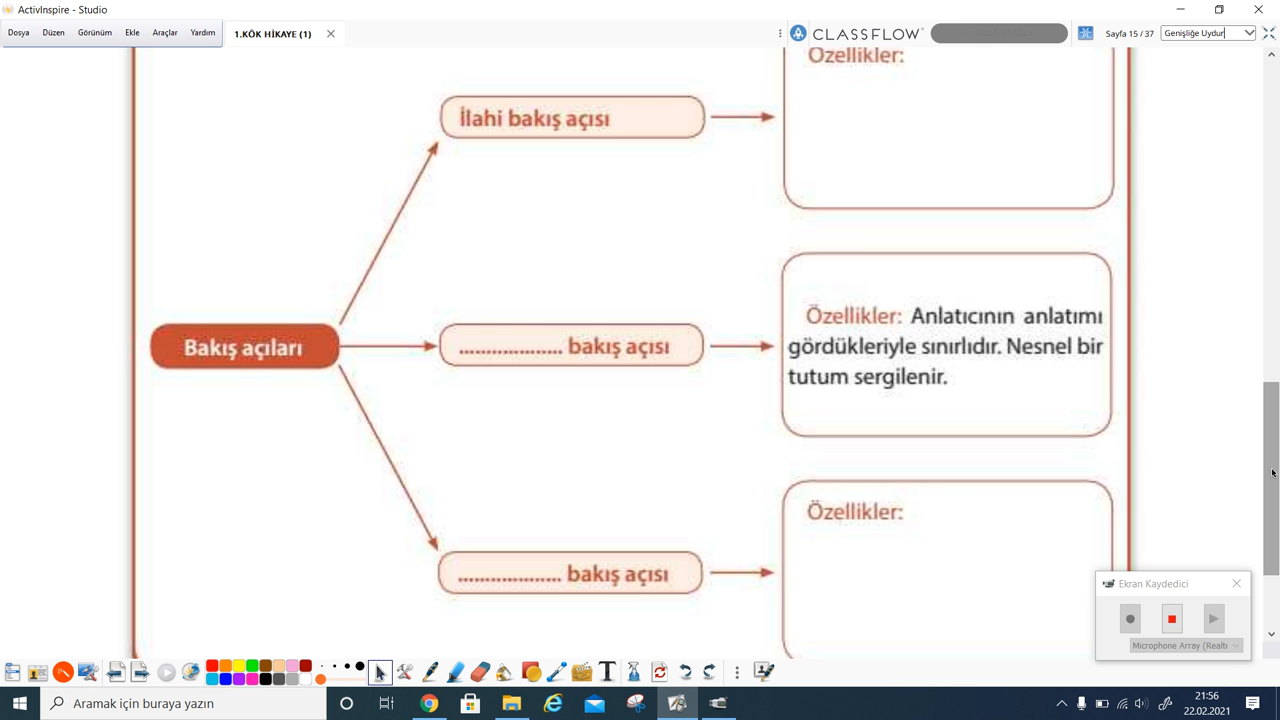 ActivInspire - Studio
Dosya Düzen Görünüm Ekle Araçlar Yardım
1.KÖK HİKAYE (1)
CLASSFLOW
Sayfa 15 / 37
Genişliğe Uydur
Özellikler:
İlahi bakış açısı
Bakış açıları
................... bakış açısı
Özellikler: Anlatıcının anlatımı
gördükleriyle sınırlıdır. Nesnel bir
tutum sergilenir.
................... bakış açısı
Özellikler:
Ekran Kaydedici
Microphone Array (Realt
Aramak için buraya yazın
21:56
22.02.2021